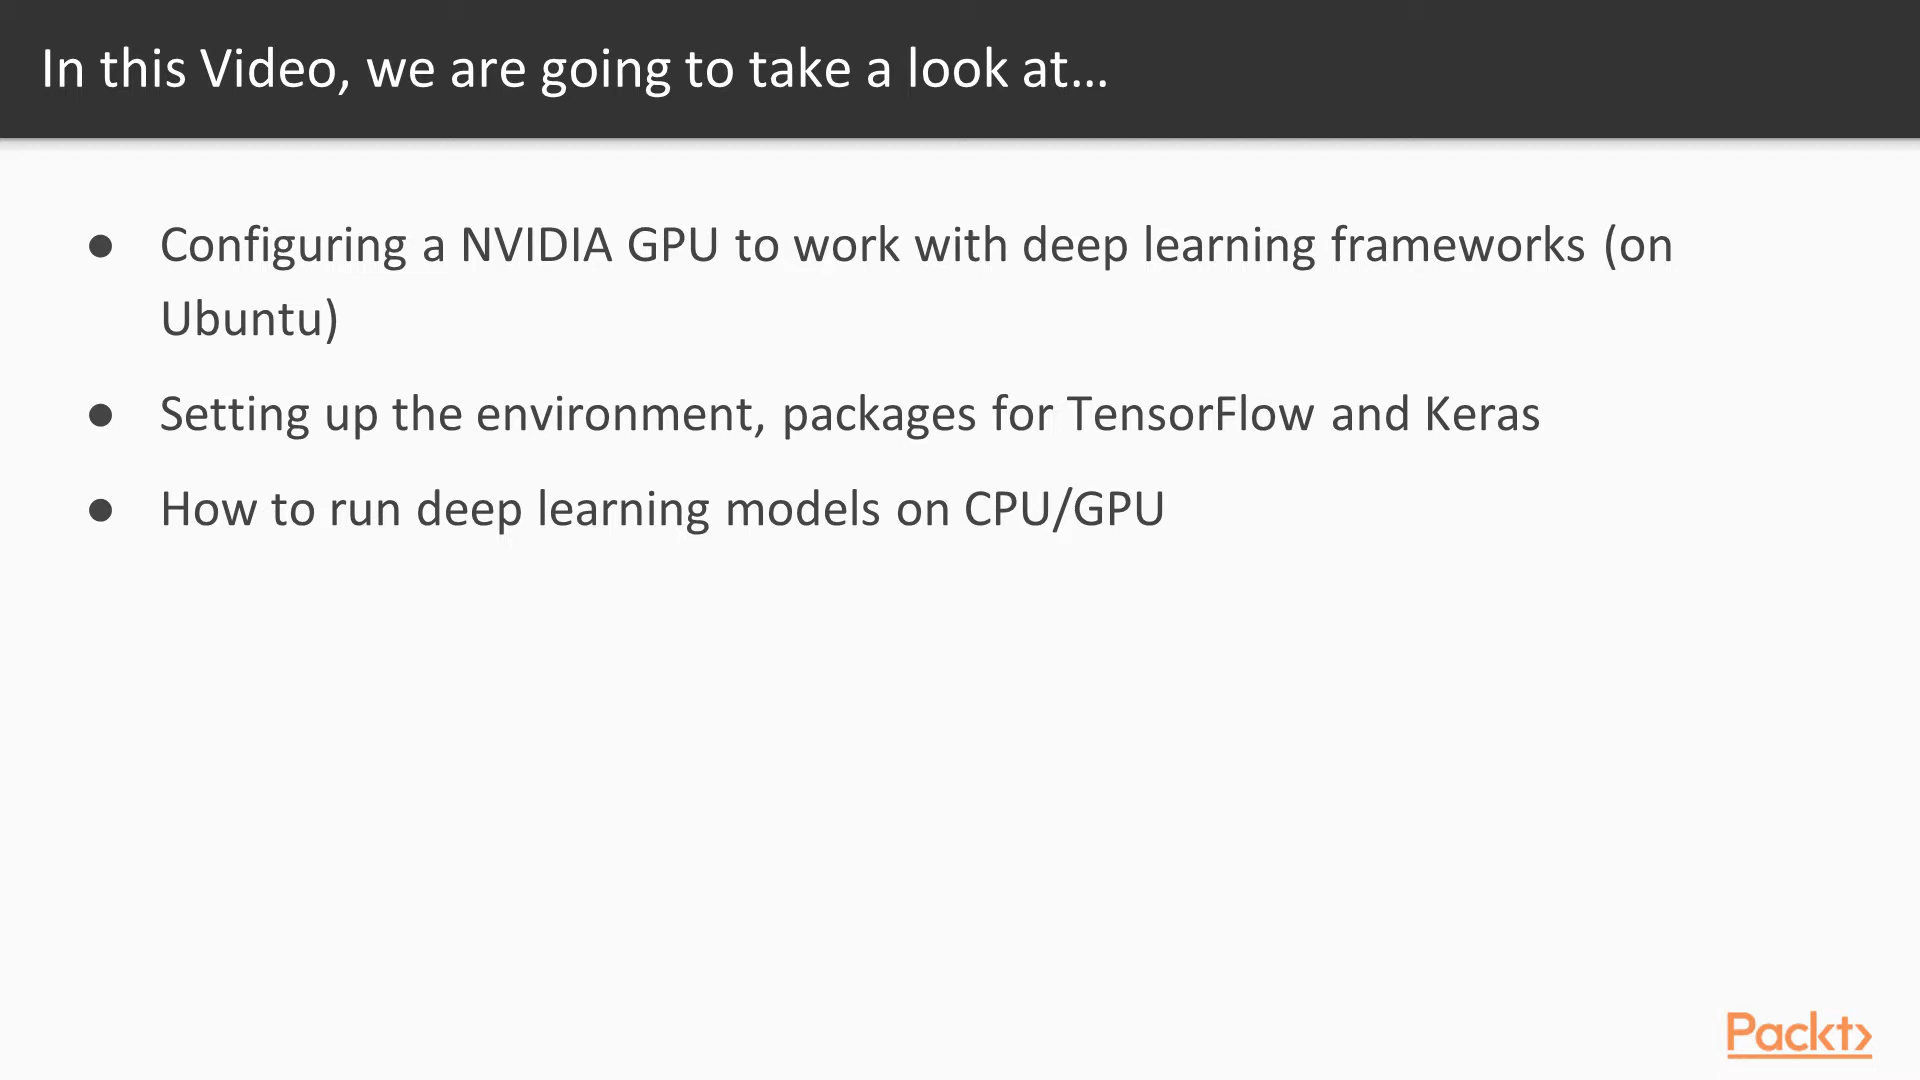 In this Video, we are going to take a look at...
● Configuring a NVIDIA GPU to work with deep learning frameworks (on
Ubuntu)
● Setting up the environment, packages for TensorFlow and Keras
● How to run deep learning models on CPU/GPU
Packt>